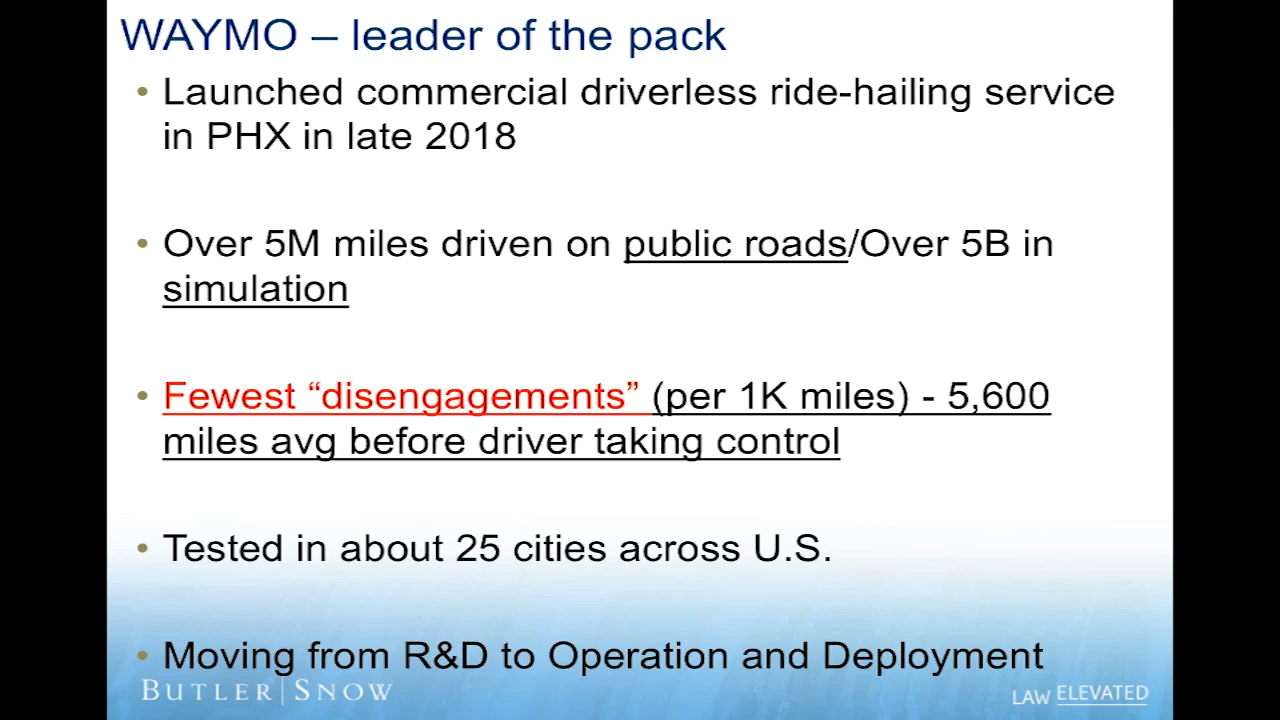 WAYMO – leader of the pack
• Launched commercial driverless ride-hailing service
in PHX in late 2018
• Over 5M miles driven on public roads/Over 5B in
simulation
• Fewest “disengagements” (per 1K miles) - 5,600
miles avg before driver taking control
• Tested in about 25 cities across U.S.
• Moving from R&D to Operation and Deployment
BUTLER | SNOW
LAW ELEVATED